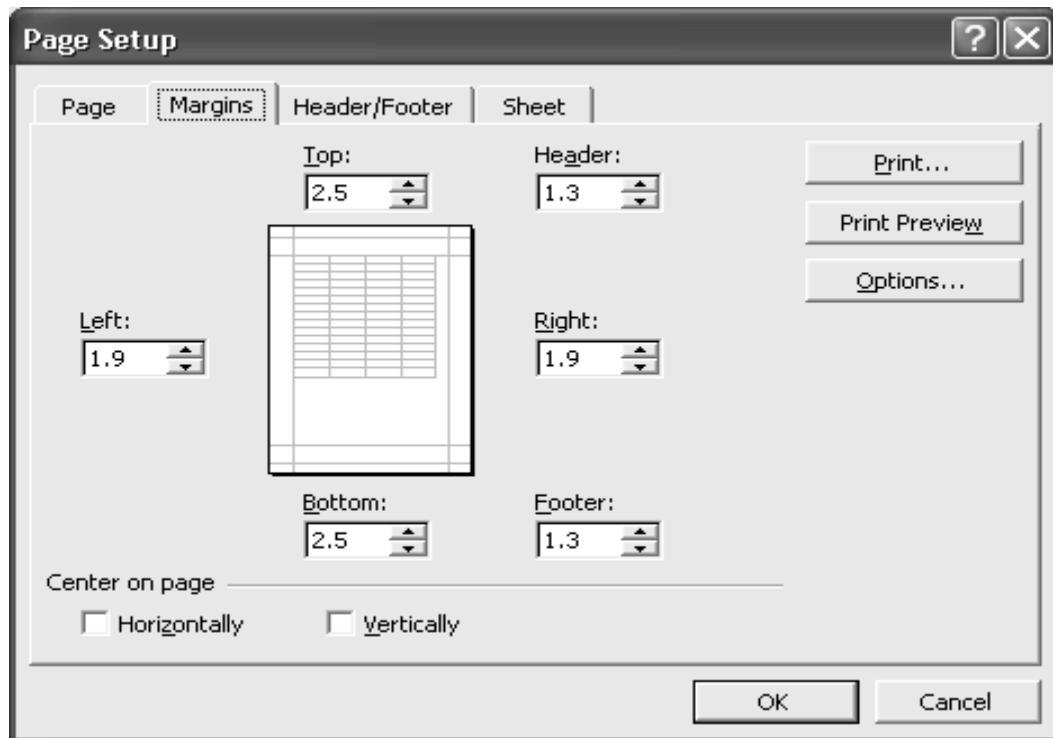 Page Setup
Page Margins Header/Footer Sheet
Top: Header: Print...
2.5 1.3
Print Preview
Options...
Left: Right:
1.9 1.9
Bottom: Footer:
2.5 1.3
Center on page
Horizontally Vertically
OK Cancel